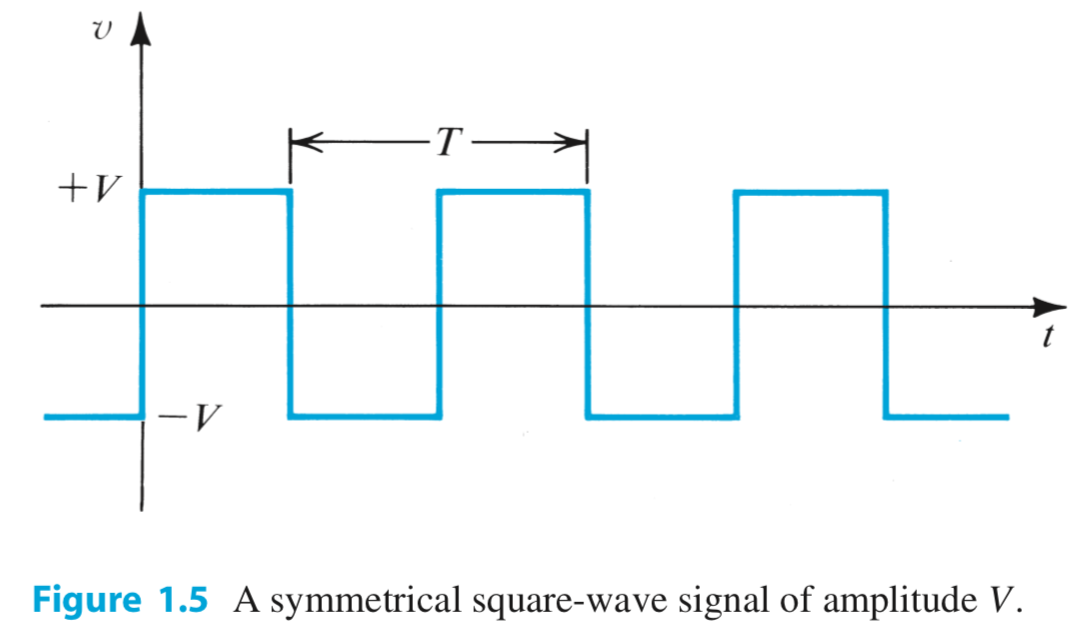 v
T
+V
t
−V
Figure 1.5 A symmetrical square-wave signal of amplitude V.